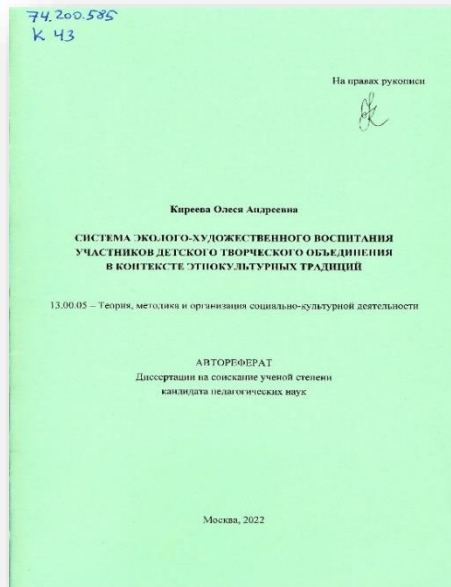 74.200.585
К 43
На правах рукописи
Киреева Олеся Андреевна
СИСТЕМА ЭКОЛОГО-ХУДОЖЕСТВЕННОГО ВОСПИТАНИЯ
УЧАСТНИКОВ ДЕТСКОГО ТВОРЧЕСКОГО ОБЪЕДИНЕНИЯ
В КОНТЕКСТЕ ЭТНОКУЛЬТУРНЫХ ТРАДИЦИЙ
13.00.05 – Теория, методика и организация социально-культурной деятельности
АВТОРЕФЕРАТ
Диссертации на соискание ученой степени
кандидата педагогических наук
Москва, 2022